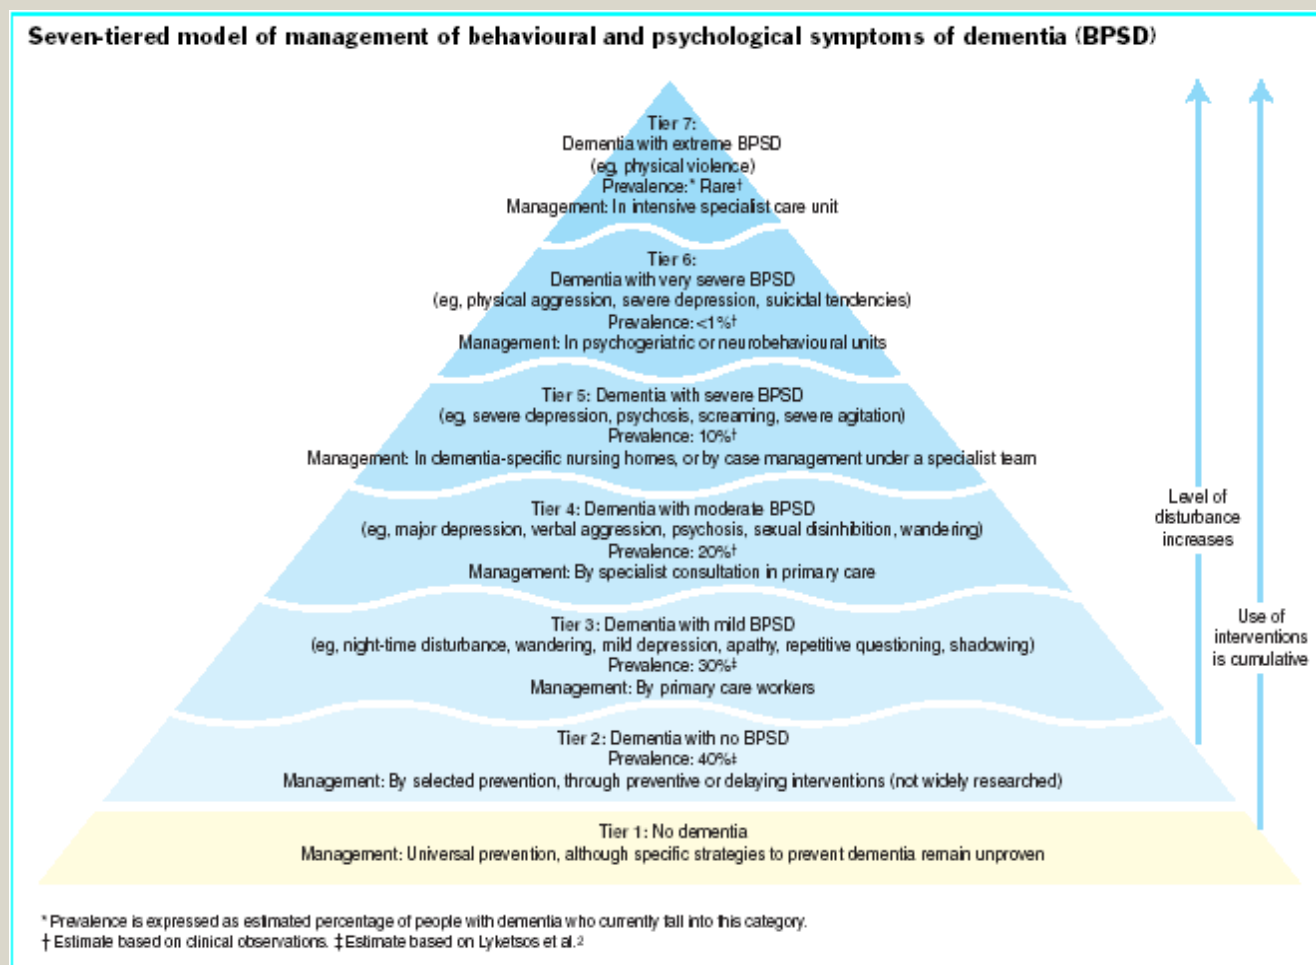 Seven-tiered model of management of behavioural and psychological symptoms of dementia (BPSD)
Tier 7:
Dementia with extreme BPSD
(eg, physical violence)
Prevalence:* Rare†
Management: In intensive specialist care unit
Tier 6:
Dementia with very severe BPSD
(eg, physical aggression, severe depression, suicidal tendencies)
Prevalence: <1%†
Management: In psychogeriatric or neurobehavioural units
Tier 5: Dementia with severe BPSD
(eg, severe depression, psychosis, screaming, severe agitation)
Prevalence: 10%†
Management: In dementia-specific nursing homes, or by case management under a specialist team
Tier 4: Dementia with moderate BPSD
(eg, major depression, verbal aggression, psychosis, sexual disinhibition, wandering)
Prevalence: 20%†
Management: By specialist consultation in primary care
Tier 3: Dementia with mild BPSD
(eg, night-time disturbance, wandering, mild depression, apathy, repetitive questioning, shadowing)
Prevalence: 30%‡
Management: By primary care workers
Tier 2: Dementia with no BPSD
Prevalence: 40%‡
Management: By selected prevention, through preventive or delaying interventions (not widely researched)
Tier 1: No dementia
Management: Universal prevention, although specific strategies to prevent dementia remain unproven
Level of
disturbance
increases
Use of
interventions
is cumulative
* Prevalence is expressed as estimated percentage of people with dementia who currently fall into this category.
† Estimate based on clinical observations. ‡ Estimate based on Lyketsos et al.2